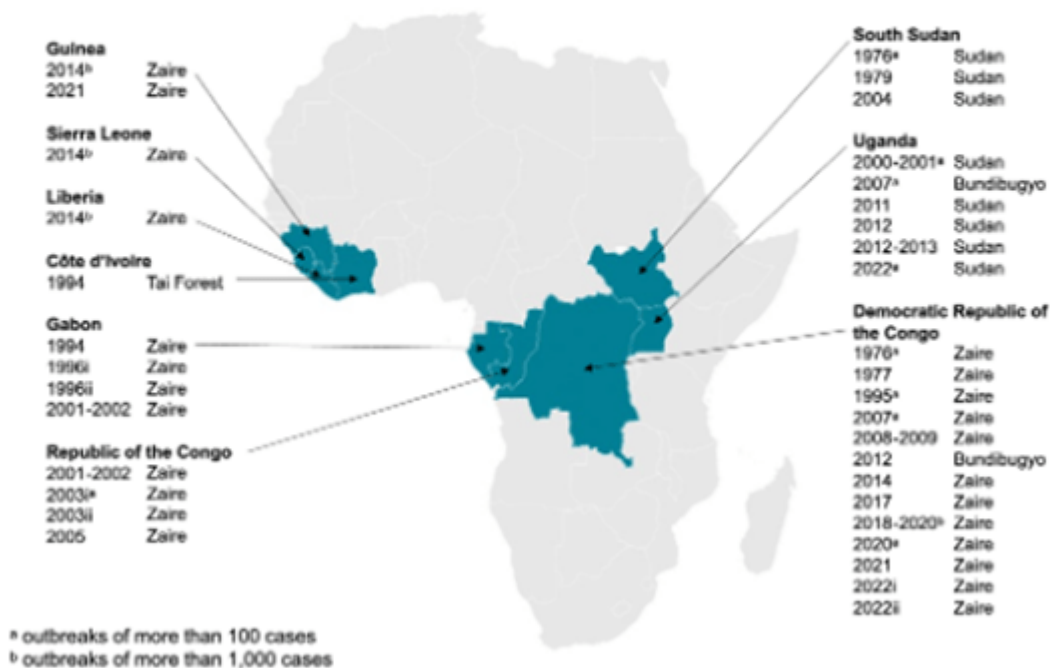 Guinea
2014ᵇ Zaire
2021 Zaire
Sierra Leone
2014ᵇ Zaire
Liberia
2014ᵇ Zaire
Côte d'Ivoire
1994 Tai Forest
Gabon
1994 Zaire
1996i Zaire
1996ii Zaire
2001-2002 Zaire
Republic of the Congo
2001-2002 Zaire
2003iᵃ Zaire
2003ii Zaire
2005 Zaire
South Sudan
1976ᵃ Sudan
1979 Sudan
2004 Sudan
Uganda
2000-2001ᵃ Sudan
2007ᵃ Bundibugyo
2011 Sudan
2012 Sudan
2012-2013 Sudan
2022ᵃ Sudan
Democratic Republic of
the Congo
1976ᵃ Zaire
1977 Zaire
1995ᵃ Zaire
2007ᵃ Zaire
2008-2009 Zaire
2012 Bundibugyo
2014 Zaire
2017 Zaire
2018-2020ᵇ Zaire
2020ᵃ Zaire
2021 Zaire
2022i Zaire
2022ii Zaire
ᵃ outbreaks of more than 100 cases
ᵇ outbreaks of more than 1,000 cases